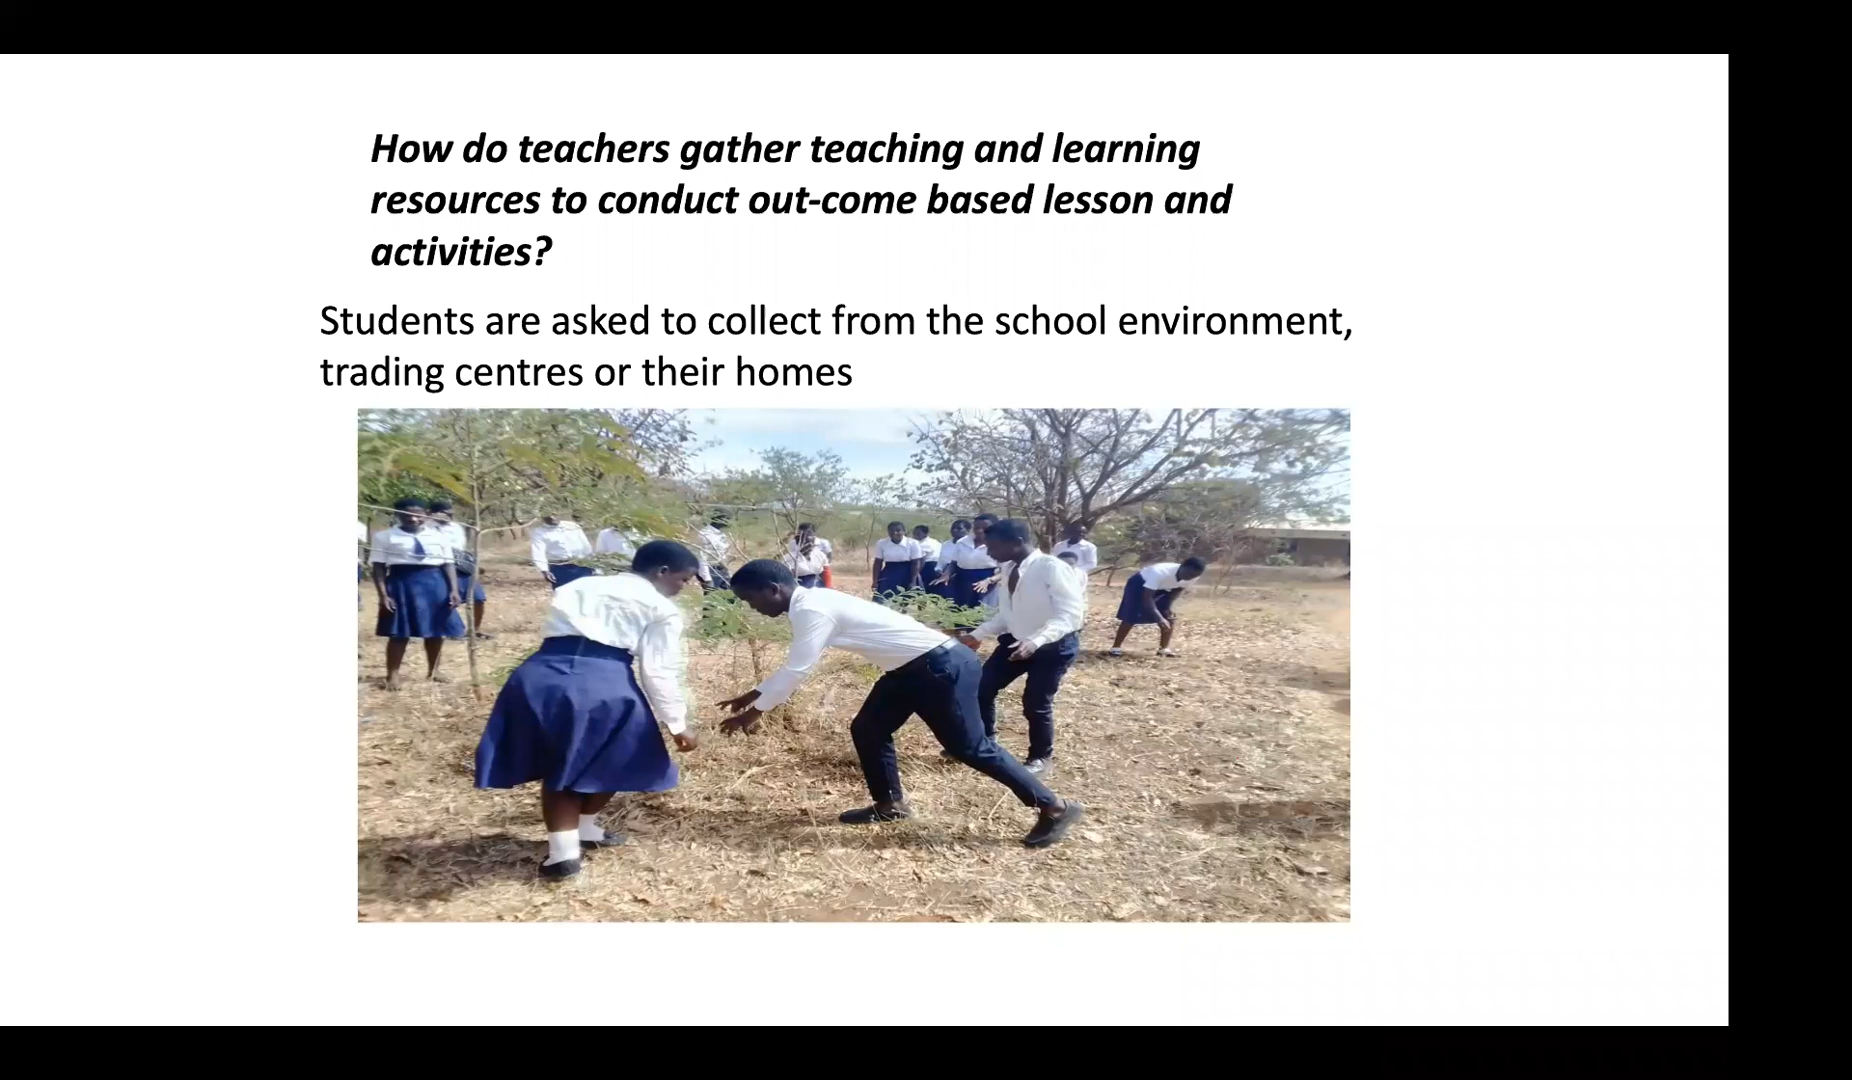 How do teachers gather teaching and learning
resources to conduct out-come based lesson and
activities?
Students are asked to collect from the school environment,
trading centres or their homes